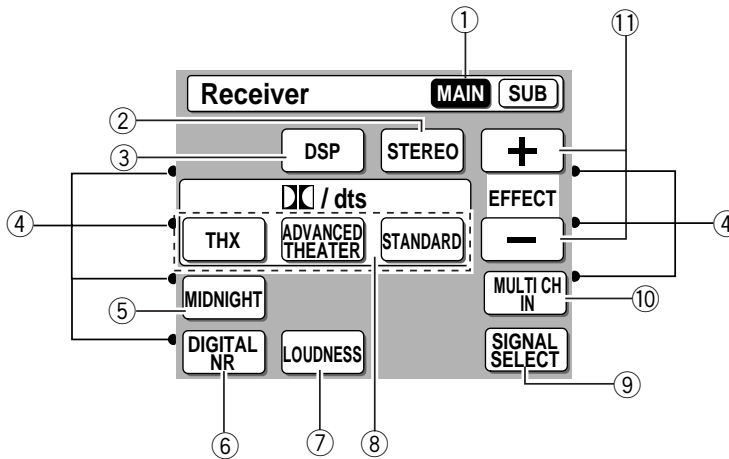 ①
⑪
Receiver MAIN SUB
②
③
DSP STEREO +
/ dts EFFECT
④ ④
THX ADVANCED THEATER STANDARD −
⑤ MIDNIGHT MULTI CH IN ⑩
DIGITAL NR LOUDNESS SIGNAL SELECT
⑥ ⑦ ⑧ ⑨